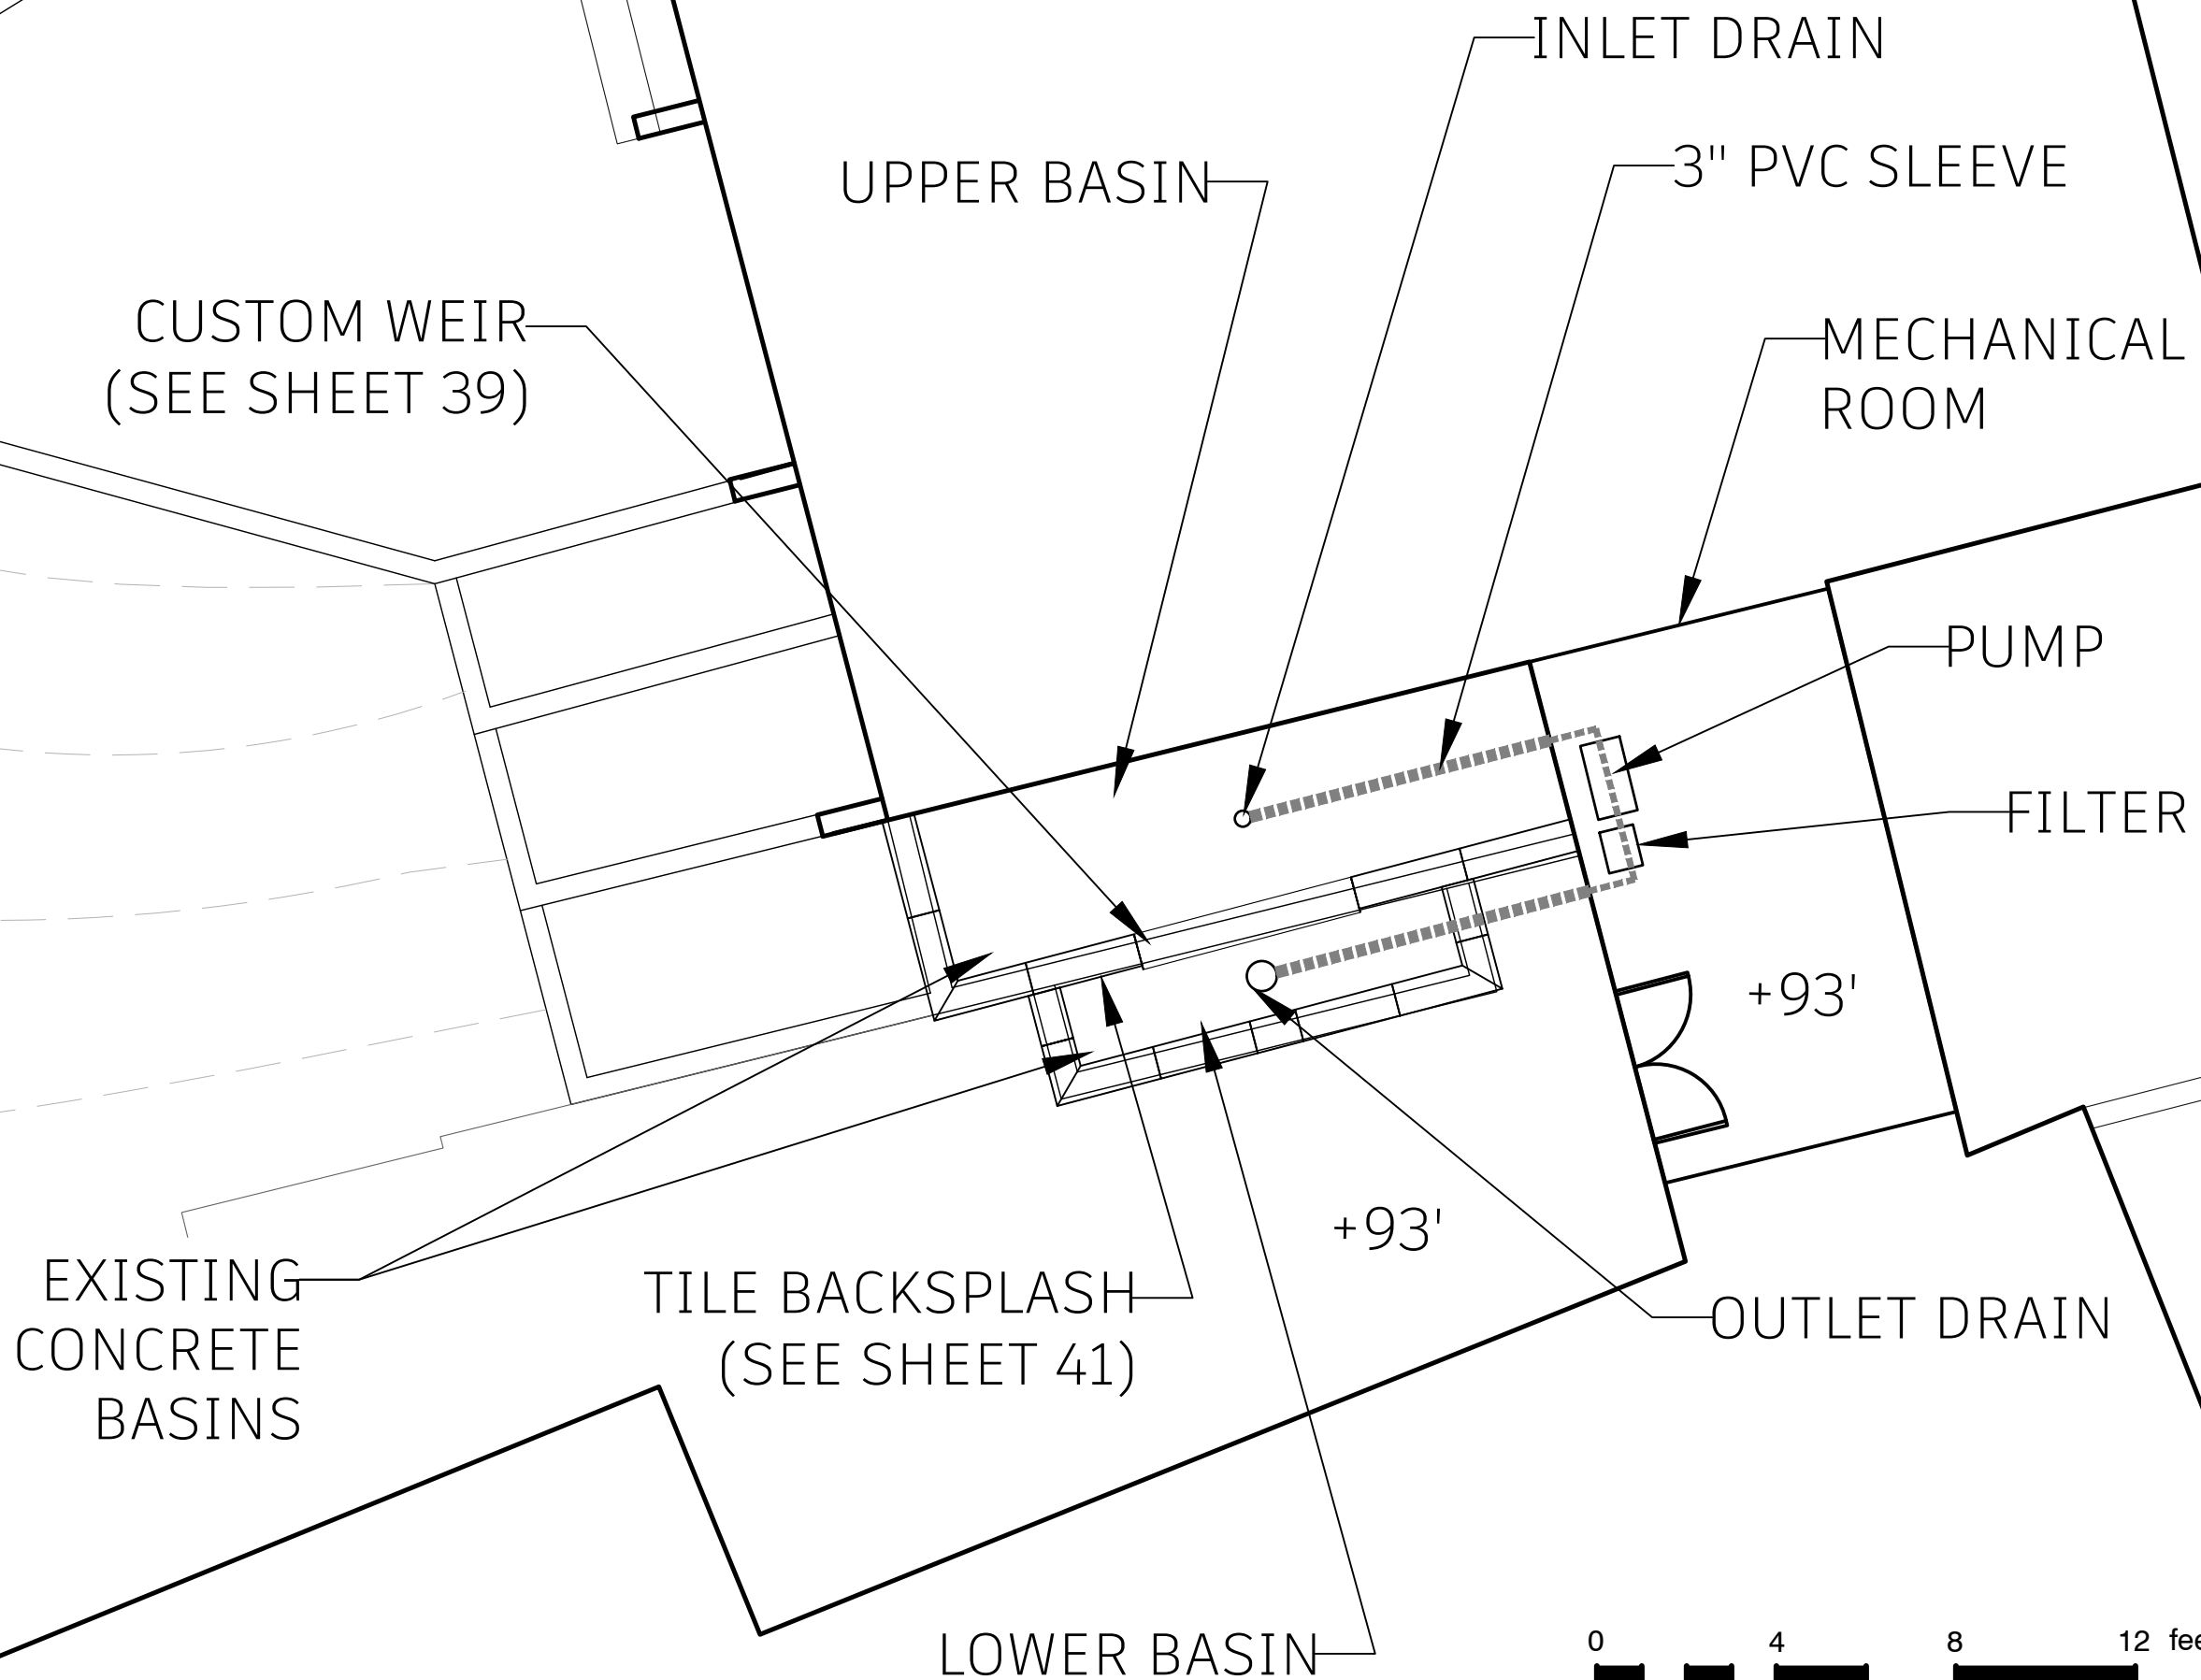 INLET DRAIN
UPPER BASIN
3" PVC SLEEVE
CUSTOM WEIR
(SEE SHEET 39)
MECHANICAL
ROOM
PUMP
FILTER
+93'
+93'
EXISTING
CONCRETE
BASINS
TILE BACKSPLASH
(SEE SHEET 41)
OUTLET DRAIN
LOWER BASIN
0 4 8 12 fee